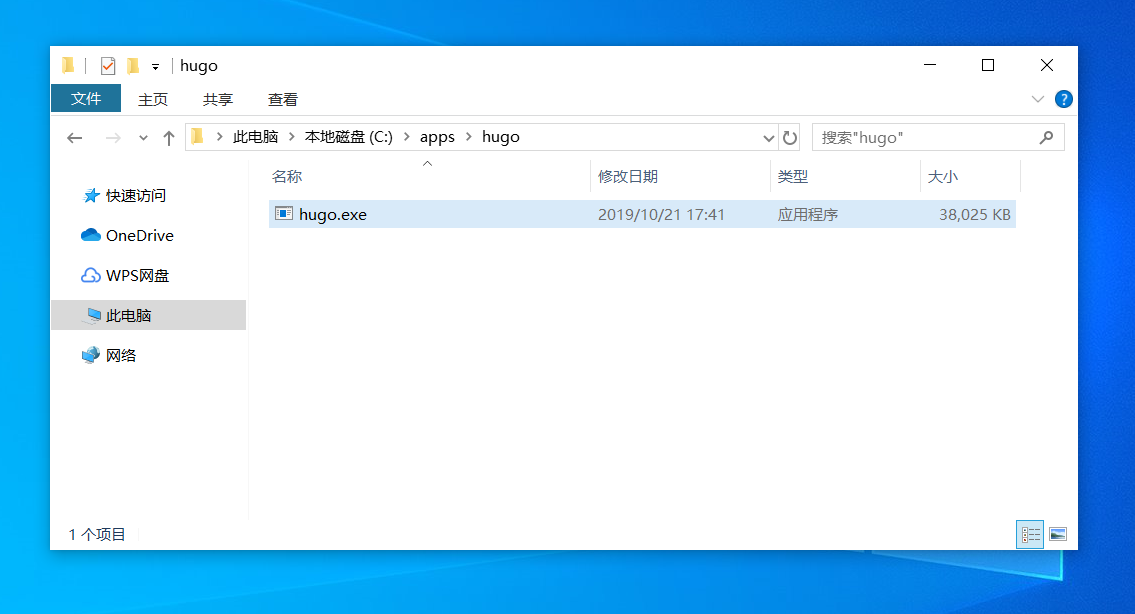 hugo
文件 主页 共享 查看
此电脑 本地磁盘 (C:) apps hugo 搜索"hugo"
名称 修改日期 类型 大小
快速访问
hugo.exe 2019/10/21 17:41 应用程序 38,025 KB
OneDrive
WPS网盘
此电脑
网络
1 个项目